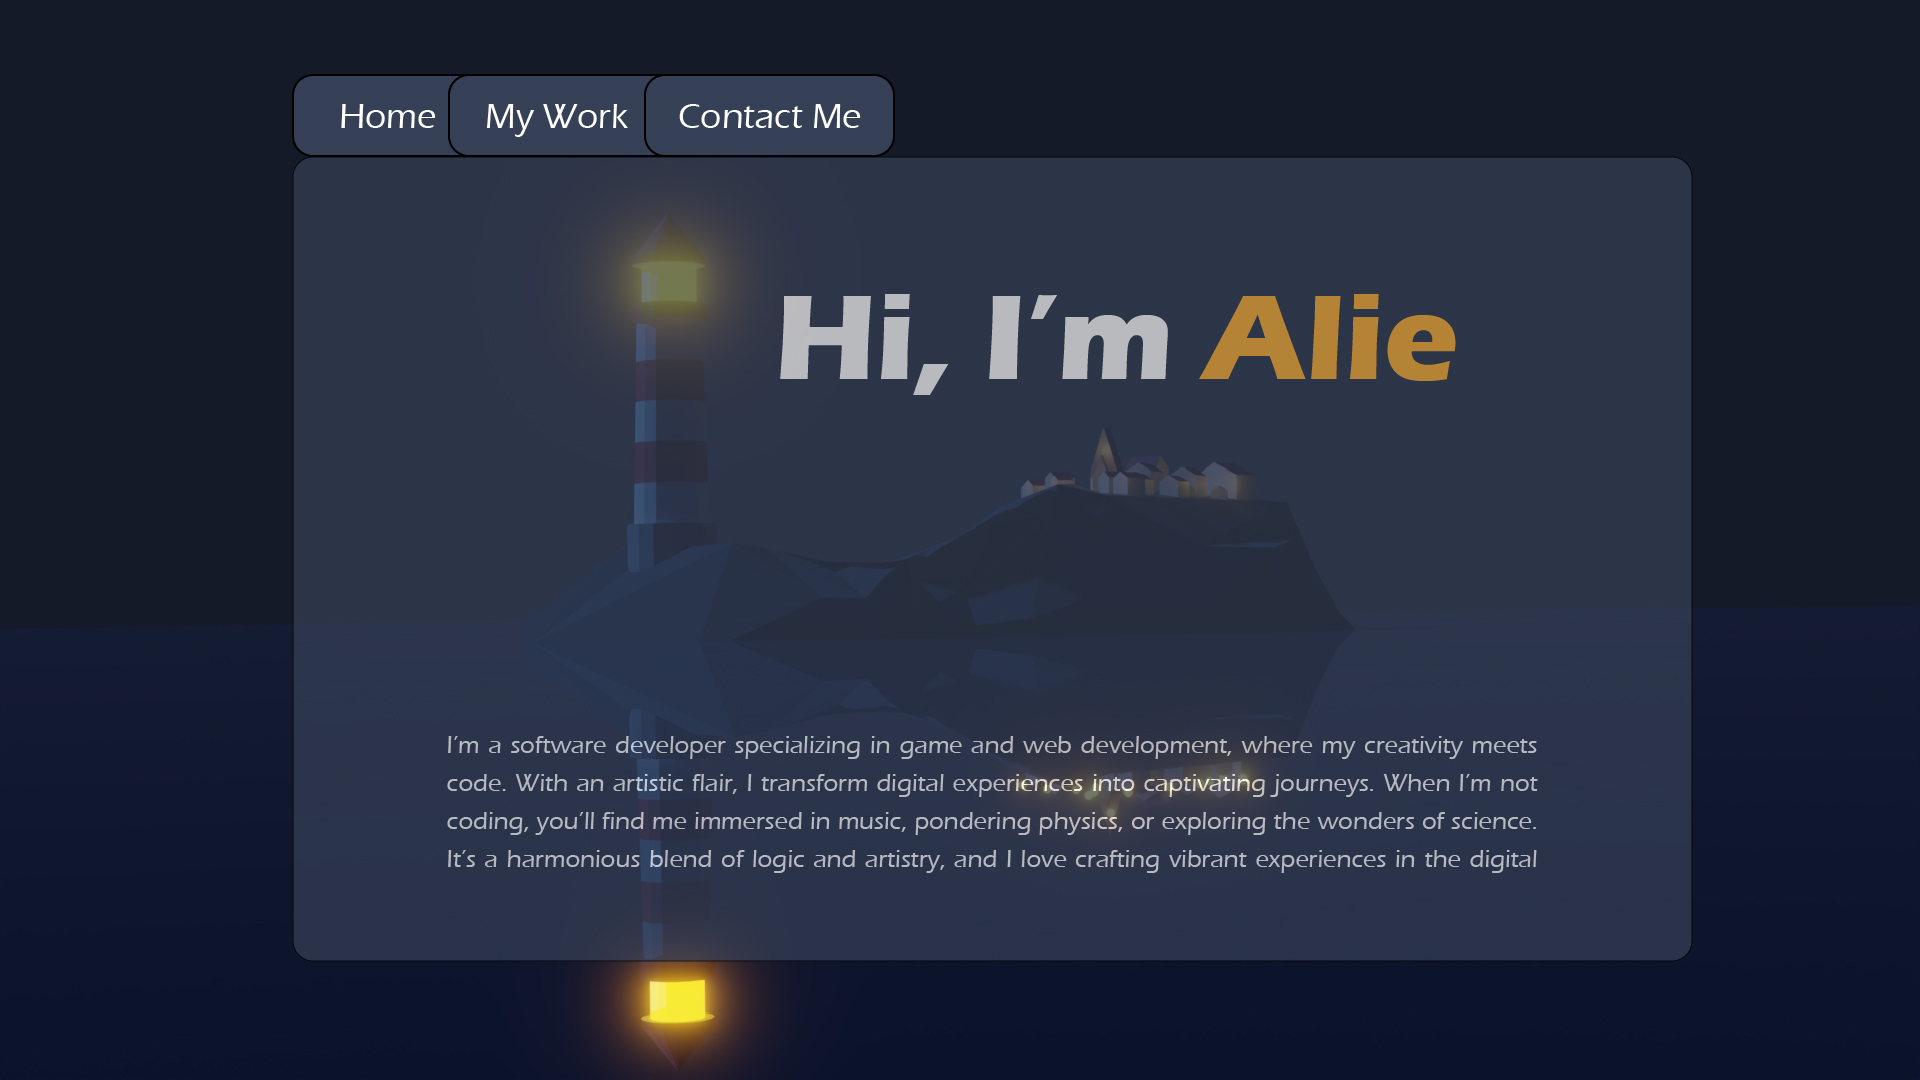 Home
My Work
Contact Me
Hi, I'm Alie
I'm a software developer specializing in game and web development, where my creativity meets
code. With an artistic flair, I transform digital experiences into captivating journeys. When I'm not
coding, you'll find me immersed in music, pondering physics, or exploring the wonders of science.
It's a harmonious blend of logic and artistry, and I love crafting vibrant experiences in the digital